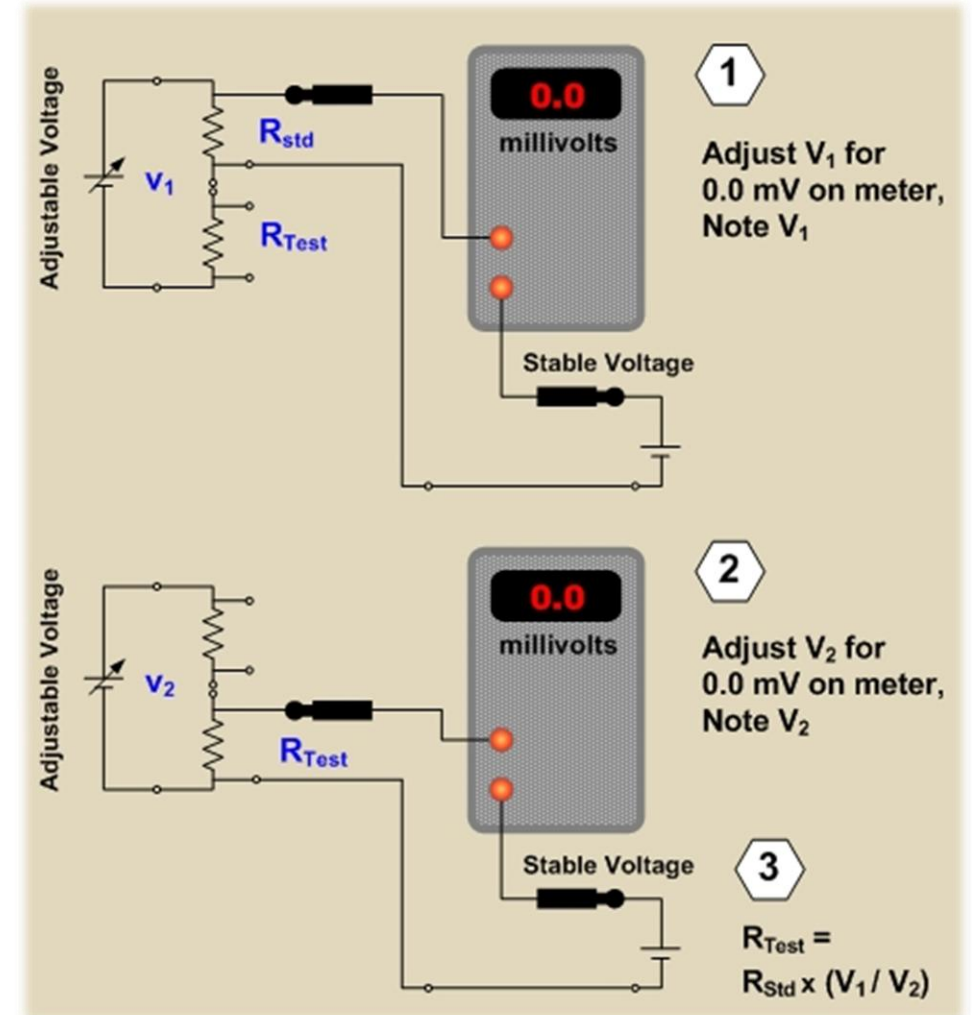 Adjustable Voltage
V₁
Rstd
RTest
0.0
millivolts
1
Adjust V₁ for
0.0 mV on meter,
Note V₁
Stable Voltage
Adjustable Voltage
V₂
RTest
0.0
millivolts
2
Adjust V₂ for
0.0 mV on meter,
Note V₂
Stable Voltage
3
RTest =
RStd x (V₁ / V₂)